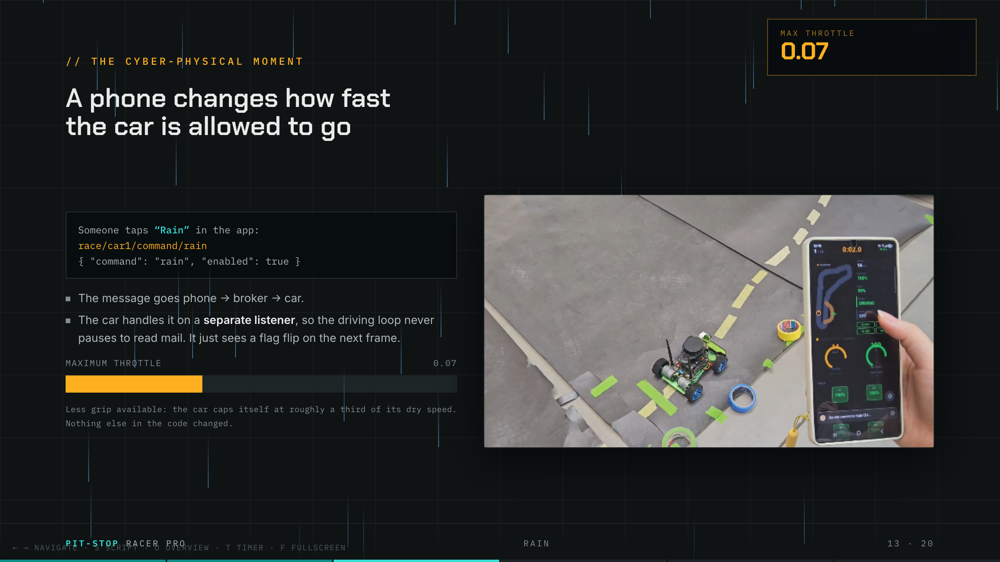 MAX THROTTLE
0.07
// THE CYBER-PHYSICAL MOMENT
A phone changes how fast
the car is allowed to go
Someone taps “Rain” in the app:
race/car1/command/rain
{ "command": "rain", "enabled": true }
The message goes phone → broker → car.
The car handles it on a separate listener, so the driving loop never
pauses to read mail. It just sees a flag flip on the next frame.
MAXIMUM THROTTLE 0.07
Less grip available: the car caps itself at roughly a third of its dry speed.
Nothing else in the code changed.
0:02.0
14
100%
99%
DRIVING
OFF
100%
100%
PIT-STOP RACER PRO
RAIN
13 · 20
← → NAVIGATE · S SCRIPT · O OVERVIEW · T TIMER · F FULLSCREEN